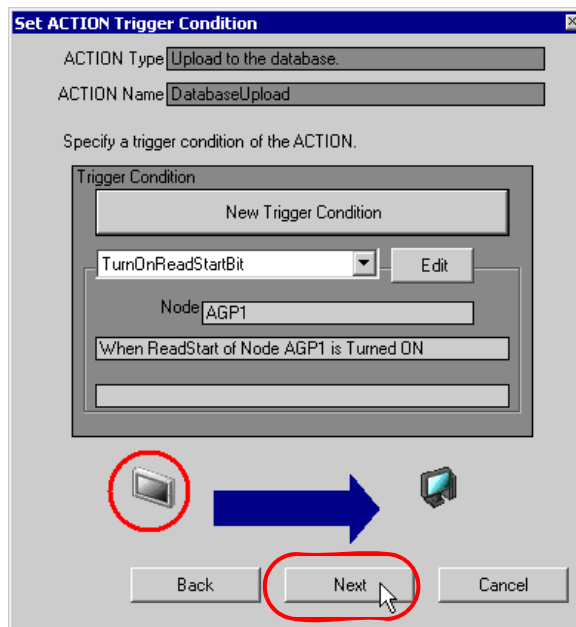 Set ACTION Trigger Condition
ACTION Type Upload to the database.
ACTION Name DatabaseUpload
Specify a trigger condition of the ACTION.
Trigger Condition
New Trigger Condition
TurnOnReadStartBit Edit
Node AGP1
When ReadStart of Node AGP1 is Turned ON
Back Next Cancel